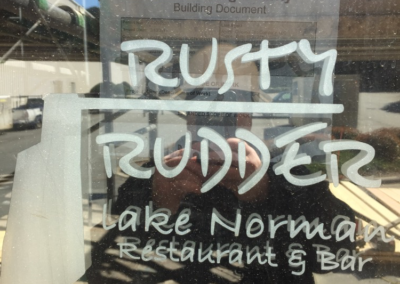 Building Document
RUSTY
RUDDER
Lake Norman
Restaurant & Bar